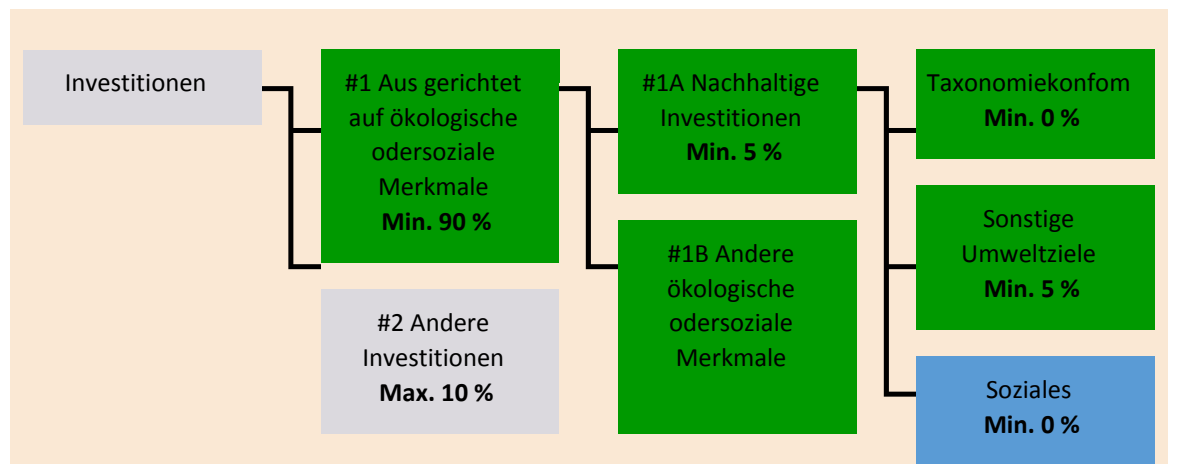 Investitionen
#1 Aus gerichtet
auf ökologische
odersoziale
Merkmale
Min. 90 %
#2 Andere
Investitionen
Max. 10 %
#1A Nachhaltige
Investitionen
Min. 5 %
#1B Andere
ökologische
odersoziale
Merkmale
Taxonomiekonfom
Min. 0 %
Sonstige
Umweltziele
Min. 5 %
Soziales
Min. 0 %